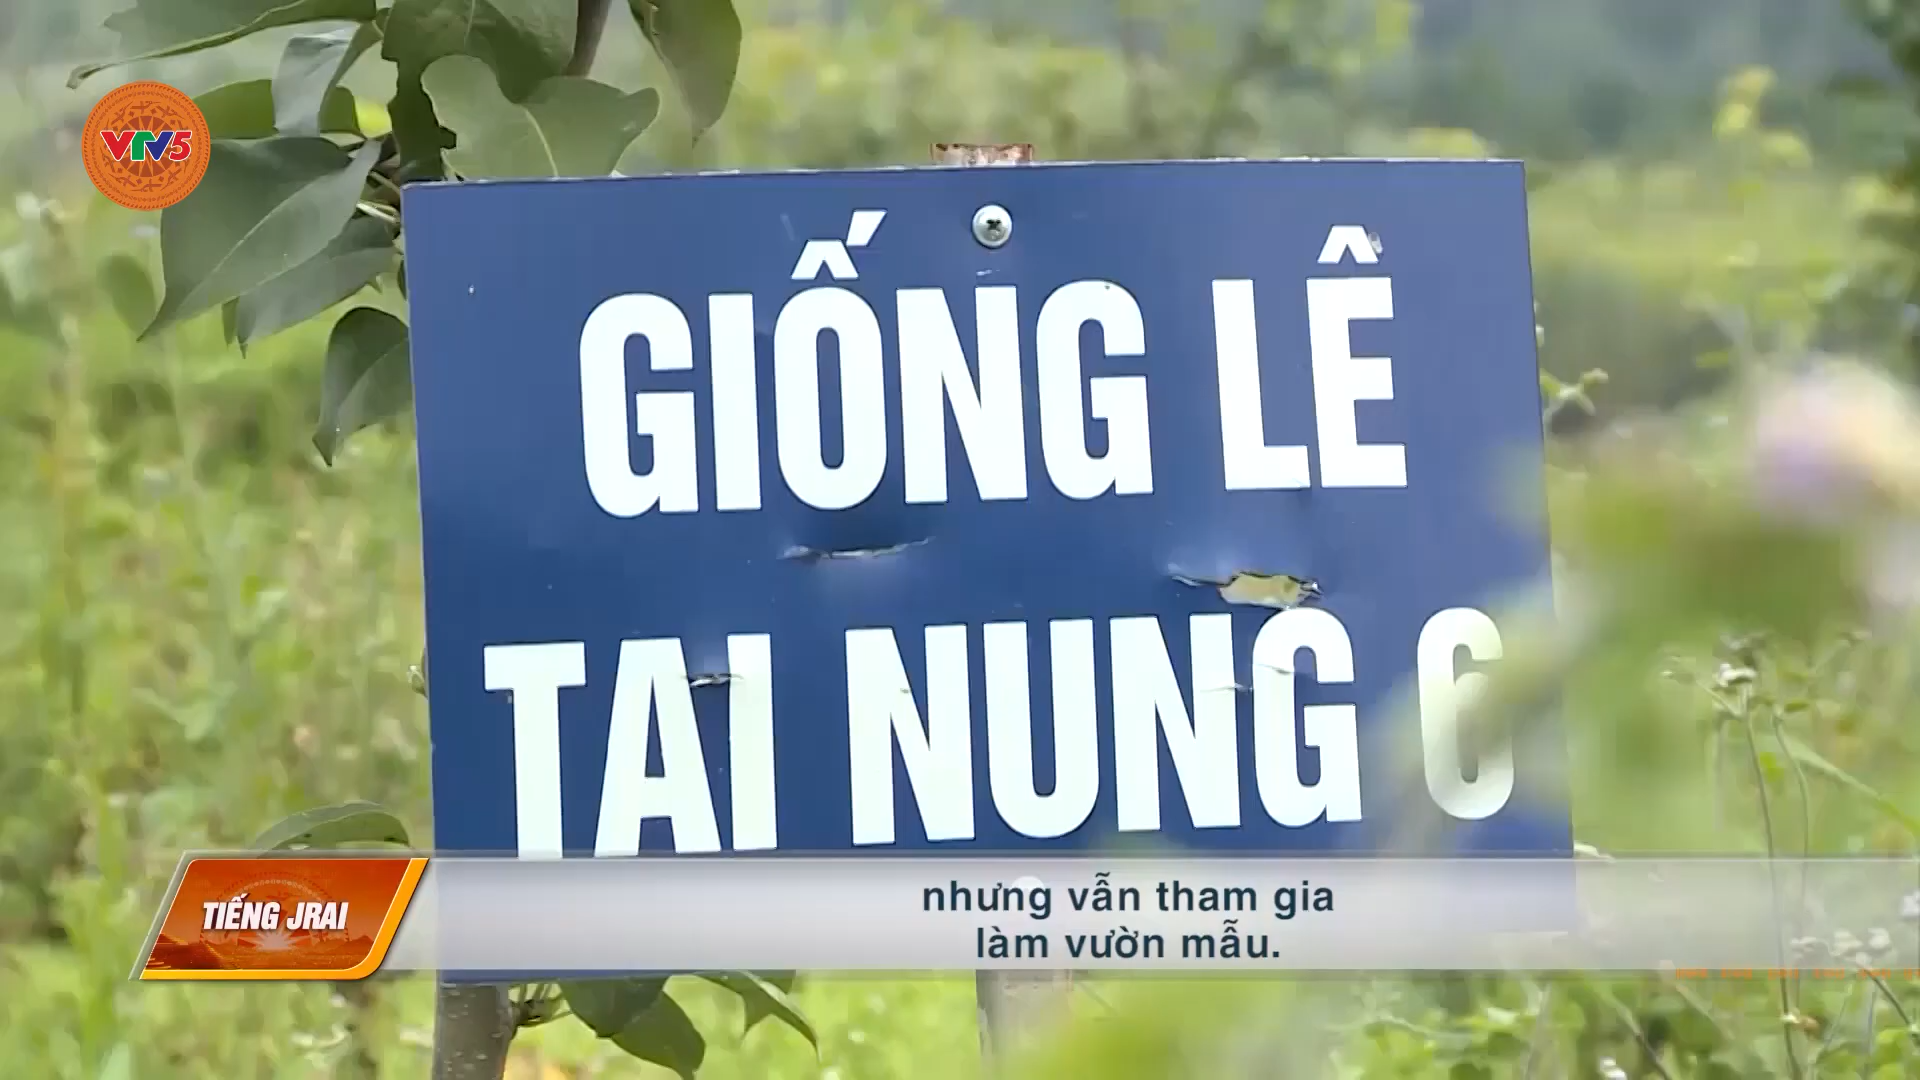 VTV5
GIỐNG LÊ
TAI NUNG 6
TIẾNG JRAI
nhưng vẫn tham gia
làm vườn mẫu.